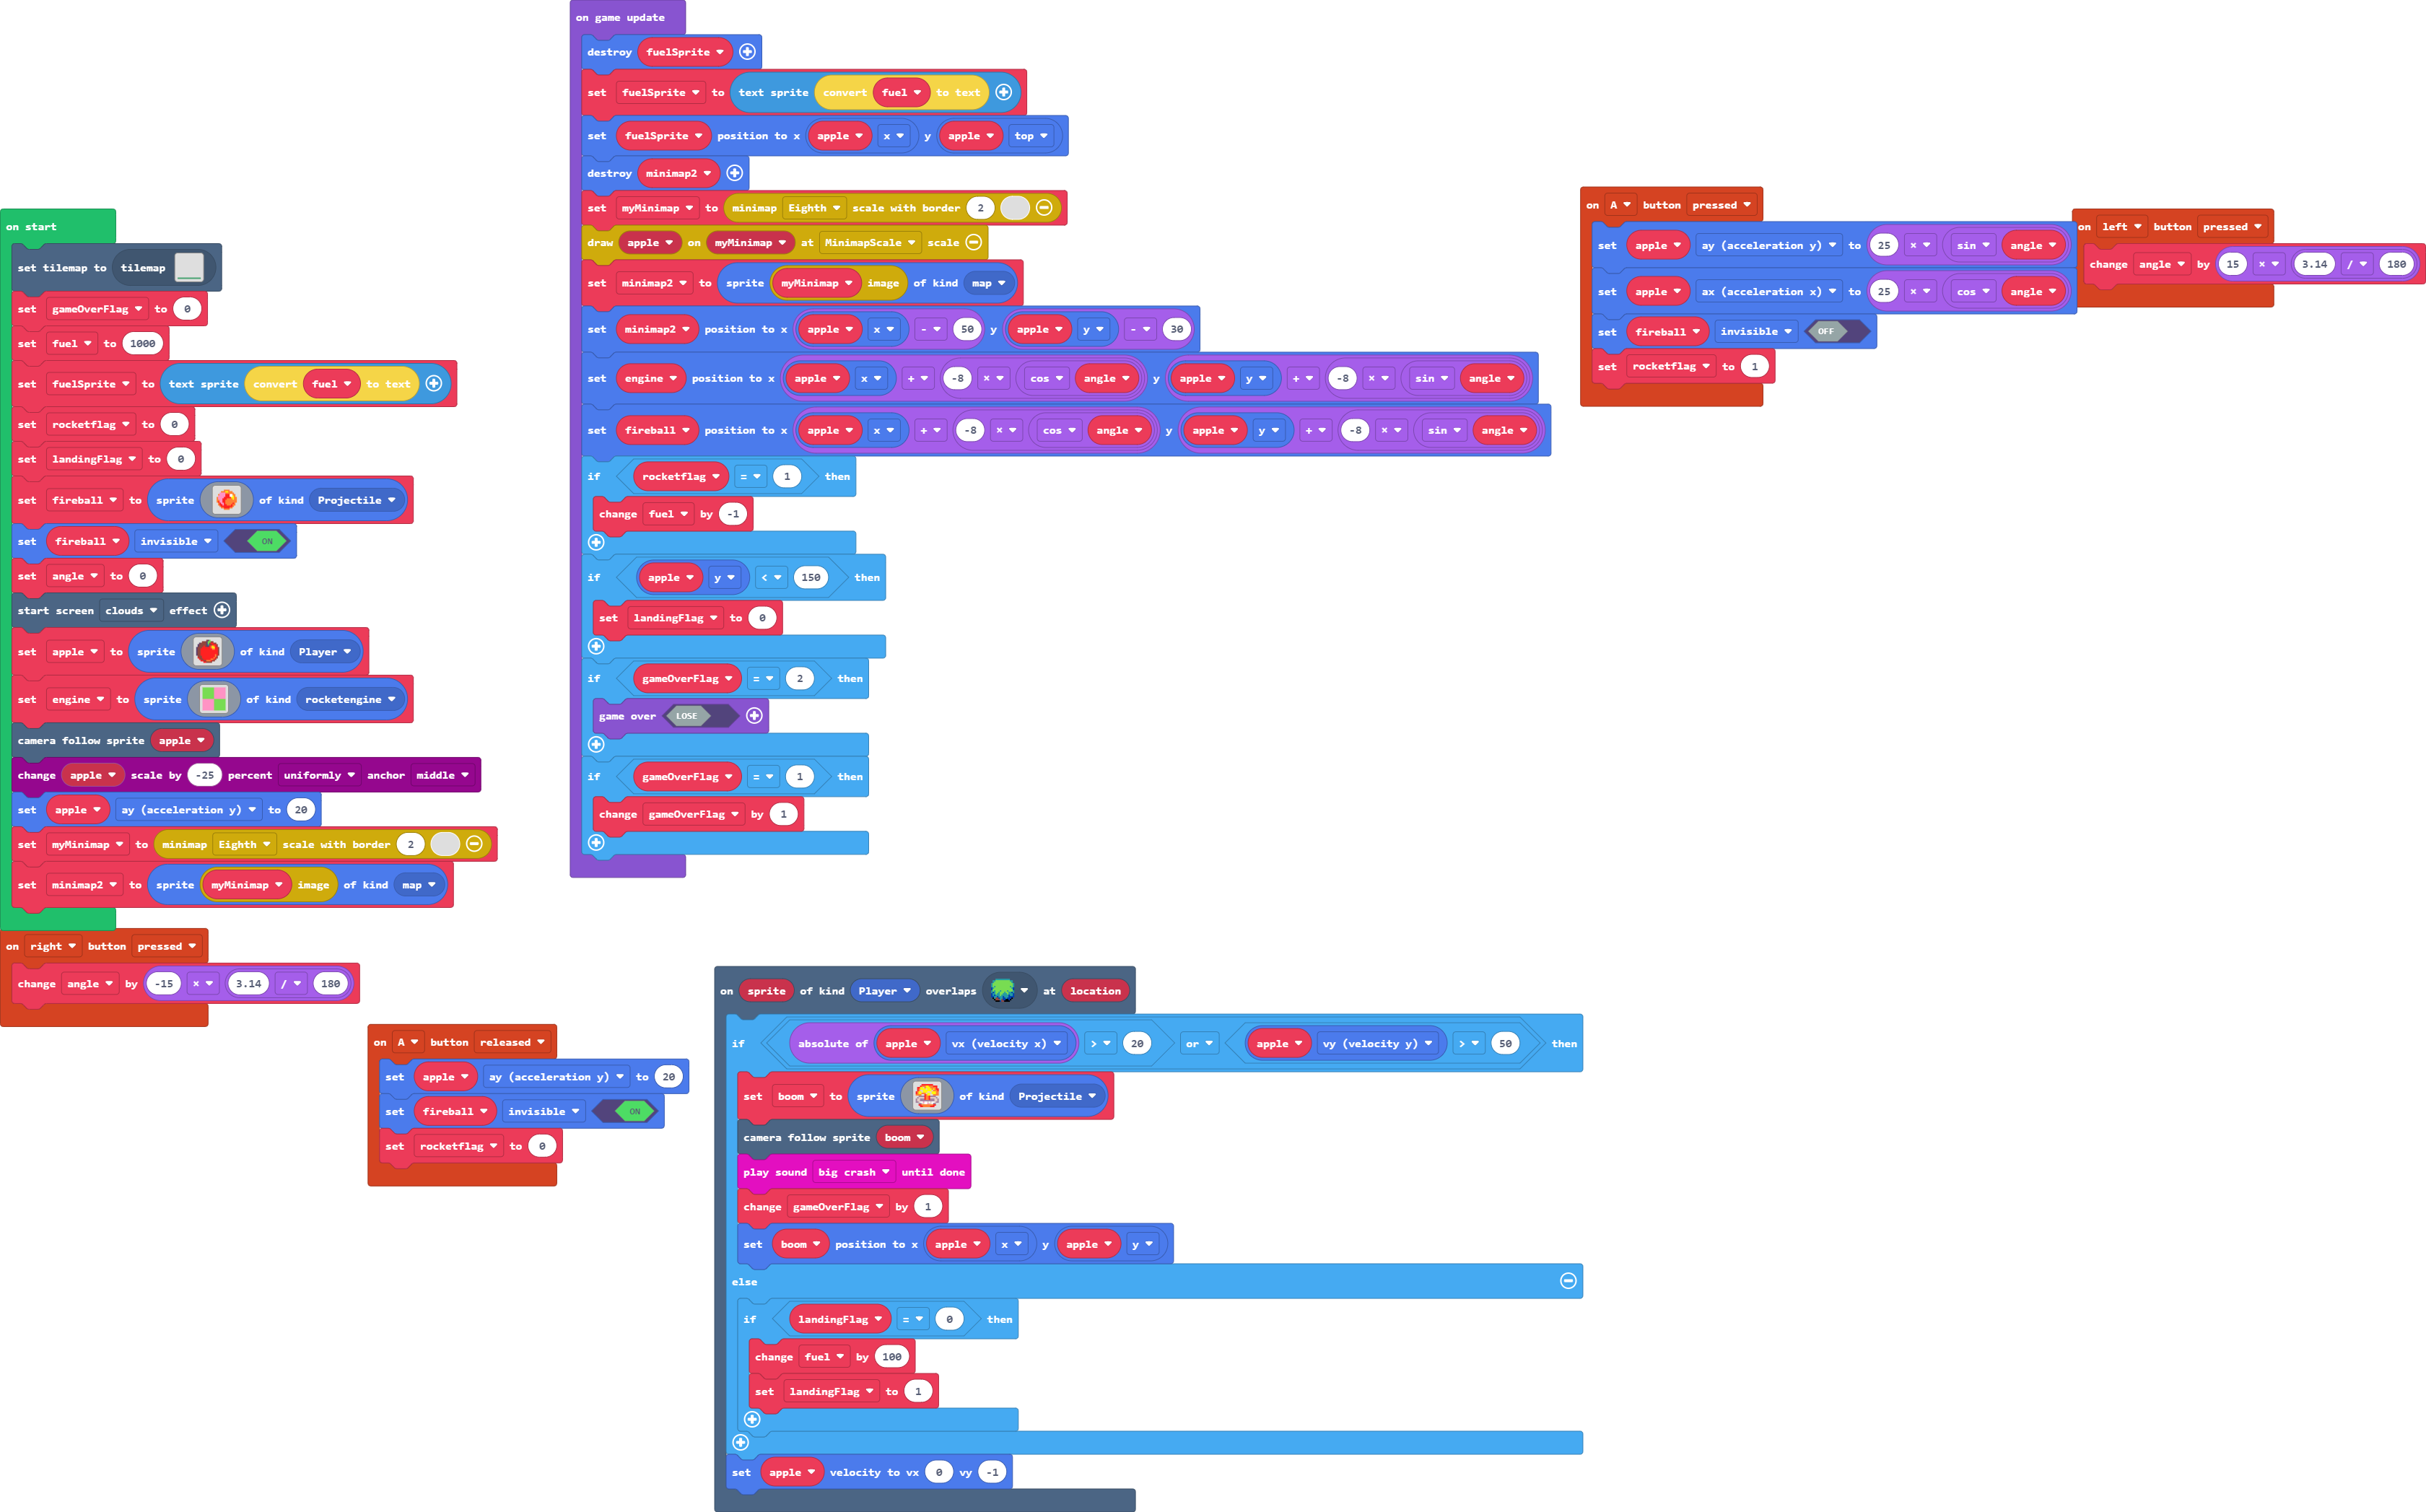 on start
set tilemap to tilemap
set gameOverFlag to 0
set fuel to 1000
set fuelSprite to text sprite convert fuel to text
set rocketflag to 0
set landingFlag to 0
set fireball to sprite of kind Projectile
set fireball invisible ON
set angle to 0
start screen clouds effect
set apple to sprite of kind Player
set engine to sprite of kind rocketengine
camera follow sprite apple
change apple scale by -25 percent uniformly anchor middle
set apple ay (acceleration y) to 20
set myMinimap to minimap Eighth scale with border 2
set minimap2 to sprite myMinimap image of kind map
on right button pressed
change angle by -15 × 3.14 / 180
on A button released
set apple ay (acceleration y) to 20
set fireball invisible ON
set rocketflag to 0
on game update
destroy fuelSprite
set fuelSprite to text sprite convert fuel to text
set fuelSprite position to x apple x y apple top
destroy minimap2
set myMinimap to minimap Eighth scale with border 2
draw apple on myMinimap at MinimapScale scale
set minimap2 to sprite myMinimap image of kind map
set minimap2 position to x apple x - 50 y apple y - 30
set engine position to x apple x + -8 × cos angle y apple y + -8 × sin angle
set fireball position to x apple x + -8 × cos angle y apple y + -8 × sin angle
if rocketflag = 1 then
change fuel by -1
if apple y < 150 then
set landingFlag to 0
if gameOverFlag = 2 then
game over LOSE
if gameOverFlag = 1 then
change gameOverFlag by 1
on sprite of kind Player overlaps at location
if absolute of apple vx (velocity x) > 20 or apple vy (velocity y) > 50 then
set boom to sprite of kind Projectile
camera follow sprite boom
play sound big crash until done
change gameOverFlag by 1
set boom position to x apple x y apple y
else
if landingFlag = 0 then
change fuel by 100
set landingFlag to 1
set apple velocity to vx 0 vy -1
on A button pressed
set apple ay (acceleration y) to 25 × sin angle
set apple ax (acceleration x) to 25 × cos angle
set fireball invisible OFF
set rocketflag to 1
on left button pressed
change angle by 15 × 3.14 / 180